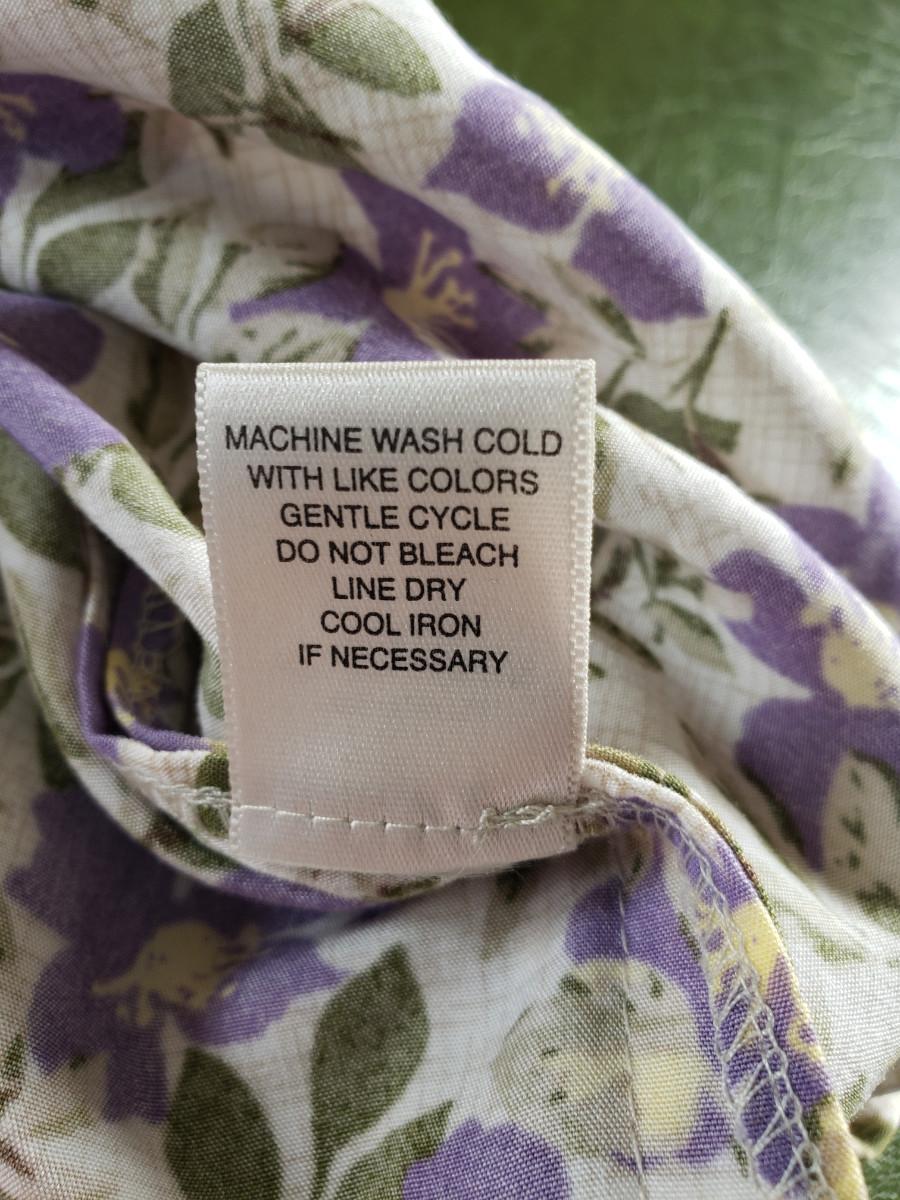 MACHINE WASH COLD
WITH LIKE COLORS
GENTLE CYCLE
DO NOT BLEACH
LINE DRY
COOL IRON
IF NECESSARY